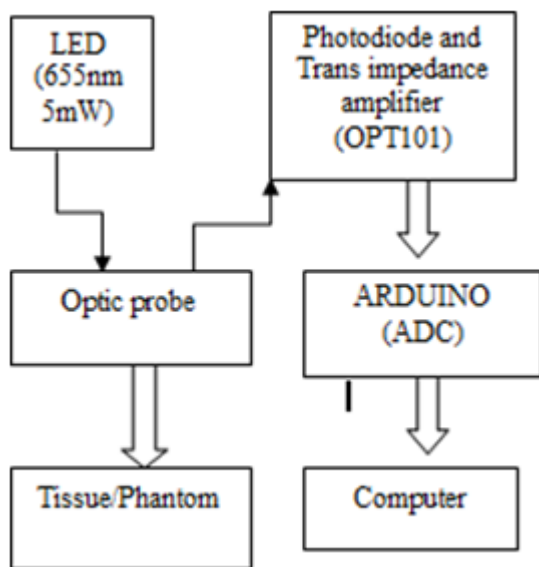 LED
(655nm
5mW)
Photodiode and
Trans impedance
amplifier
(OPT101)
Optic probe
ARDUINO
(ADC)
Tissue/Phantom
Computer